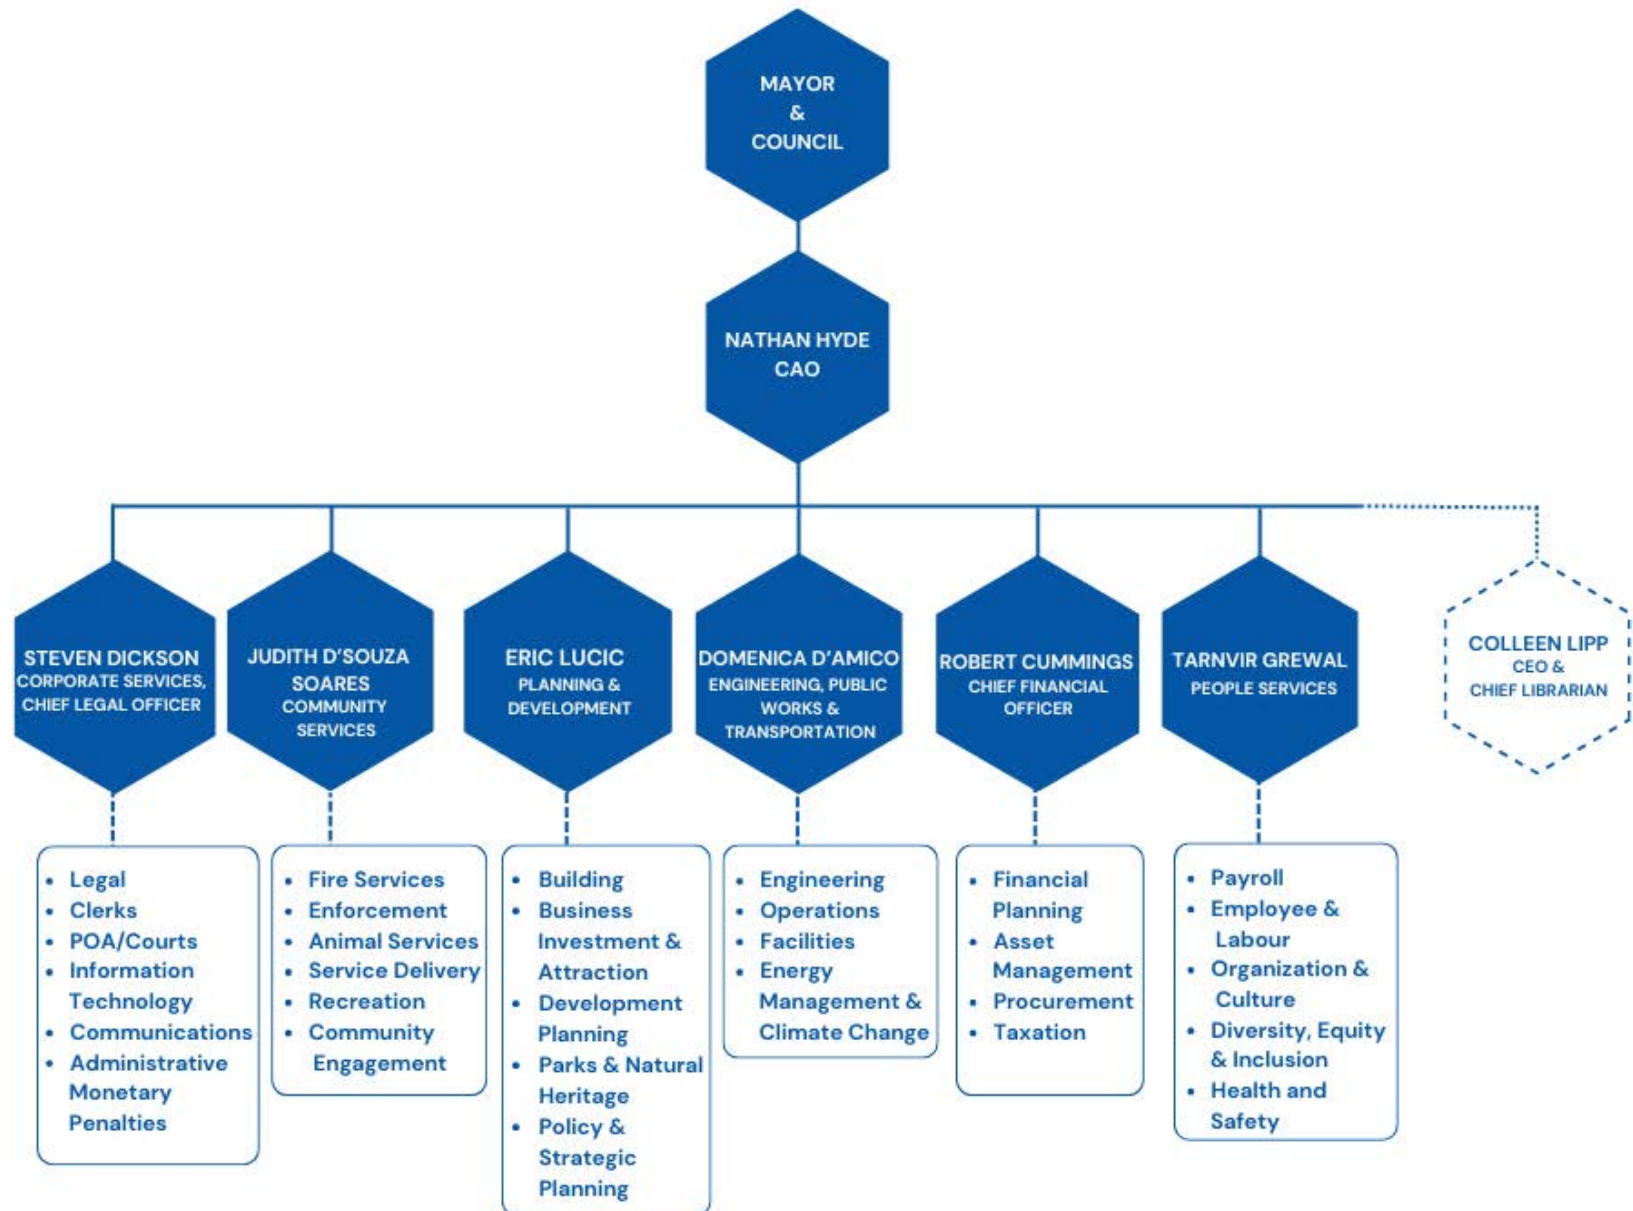 MAYOR
&
COUNCIL
NATHAN HYDE
CAO
STEVEN DICKSON
CORPORATE SERVICES,
CHIEF LEGAL OFFICER
JUDITH D'SOUZA
SOARES
COMMUNITY
SERVICES
ERIC LUCIC
PLANNING &
DEVELOPMENT
DOMENICA D'AMICO
ENGINEERING, PUBLIC
WORKS &
TRANSPORTATION
ROBERT CUMMINGS
CHIEF FINANCIAL
OFFICER
TARNVIR GREWAL
PEOPLE SERVICES
COLLEEN LIPP
CEO &
CHIEF LIBRARIAN
• Legal
• Clerks
• POA/Courts
• Information
Technology
• Communications
• Administrative
Monetary
Penalties
• Fire Services
• Enforcement
• Animal Services
• Service Delivery
• Recreation
• Community
Engagement
• Building
• Business
Investment &
Attraction
• Development
Planning
• Parks & Natural
Heritage
• Policy &
Strategic
Planning
• Engineering
• Operations
• Facilities
• Energy
Management &
Climate Change
• Financial
Planning
• Asset
Management
• Procurement
• Taxation
• Payroll
• Employee &
Labour
• Organization &
Culture
• Diversity, Equity
& Inclusion
• Health and
Safety